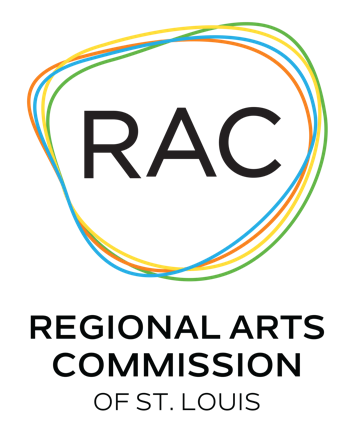 RAC
REGIONAL ARTS
COMMISSION
OF ST. LOUIS